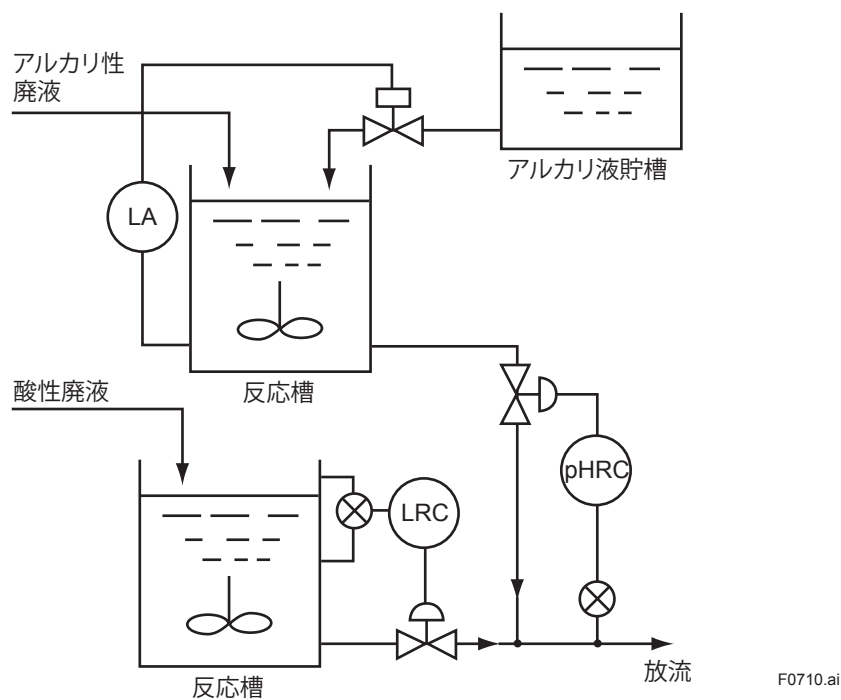 アルカリ性
廃液
アルカリ液貯槽
LA
反応槽
酸性廃液
pHRC
LRC
放流
反応槽
F0710.ai